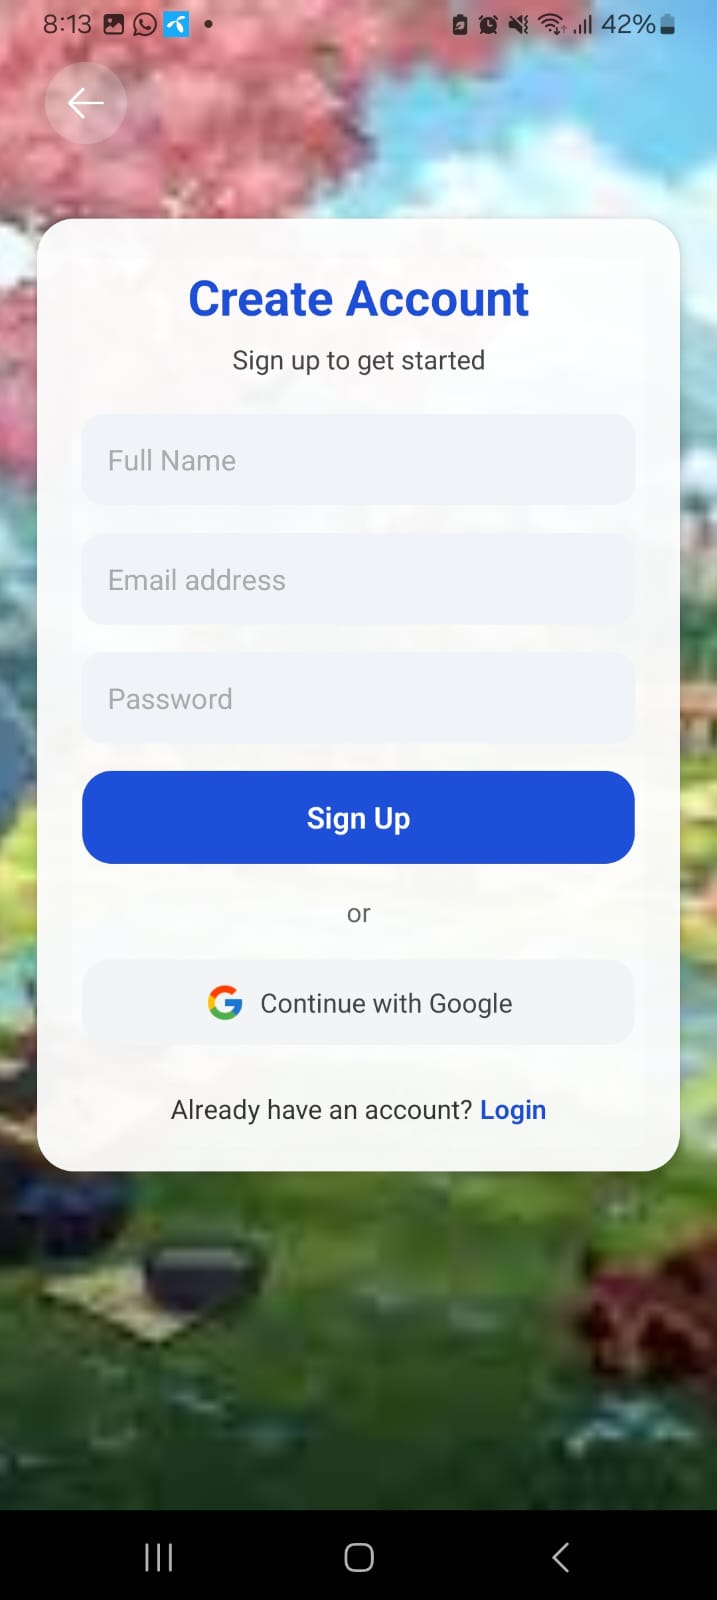 8:13
42%
Create Account
Sign up to get started
Full Name
Email address
Password
Sign Up
or
Continue with Google
Already have an account? Login